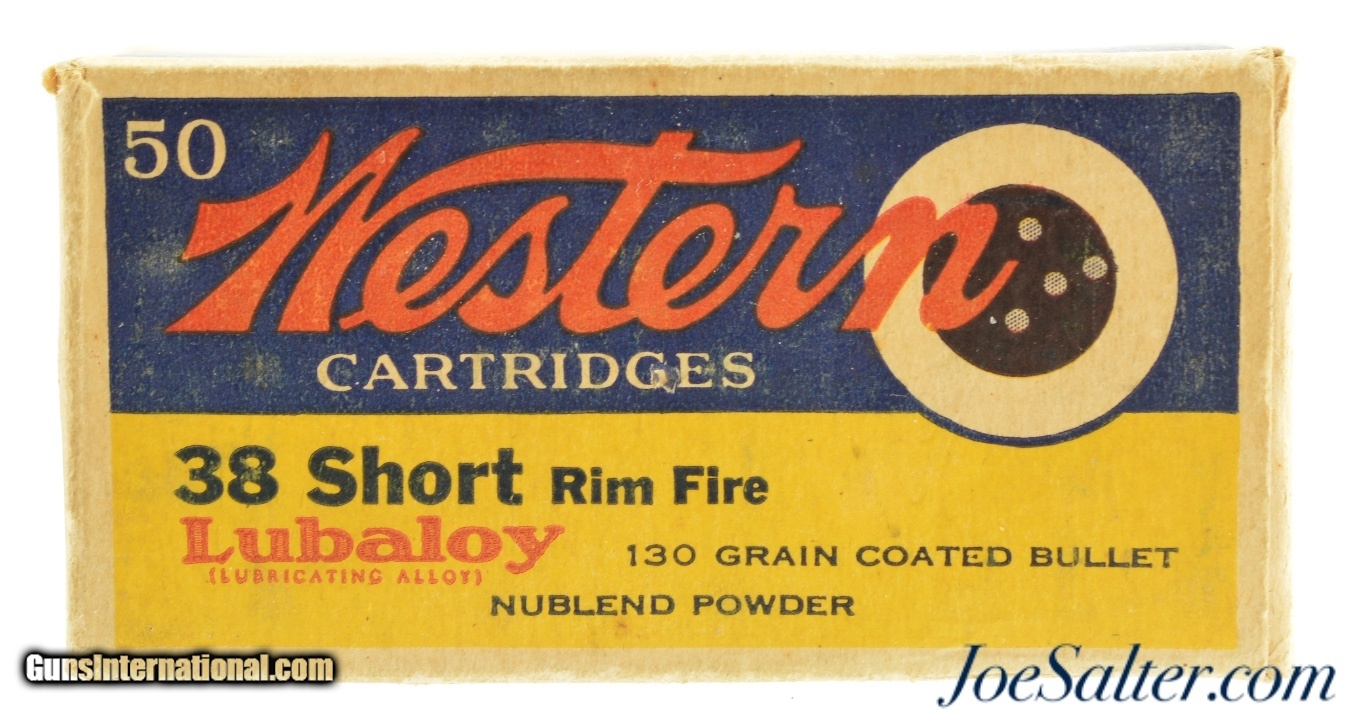 50
Western
CARTRIDGES
38 Short Rim Fire
Lubaloy
(LUBRICATING ALLOY)
130 GRAIN COATED BULLET
NUBLEND POWDER
GunsInternational.com
JoeSalter.com